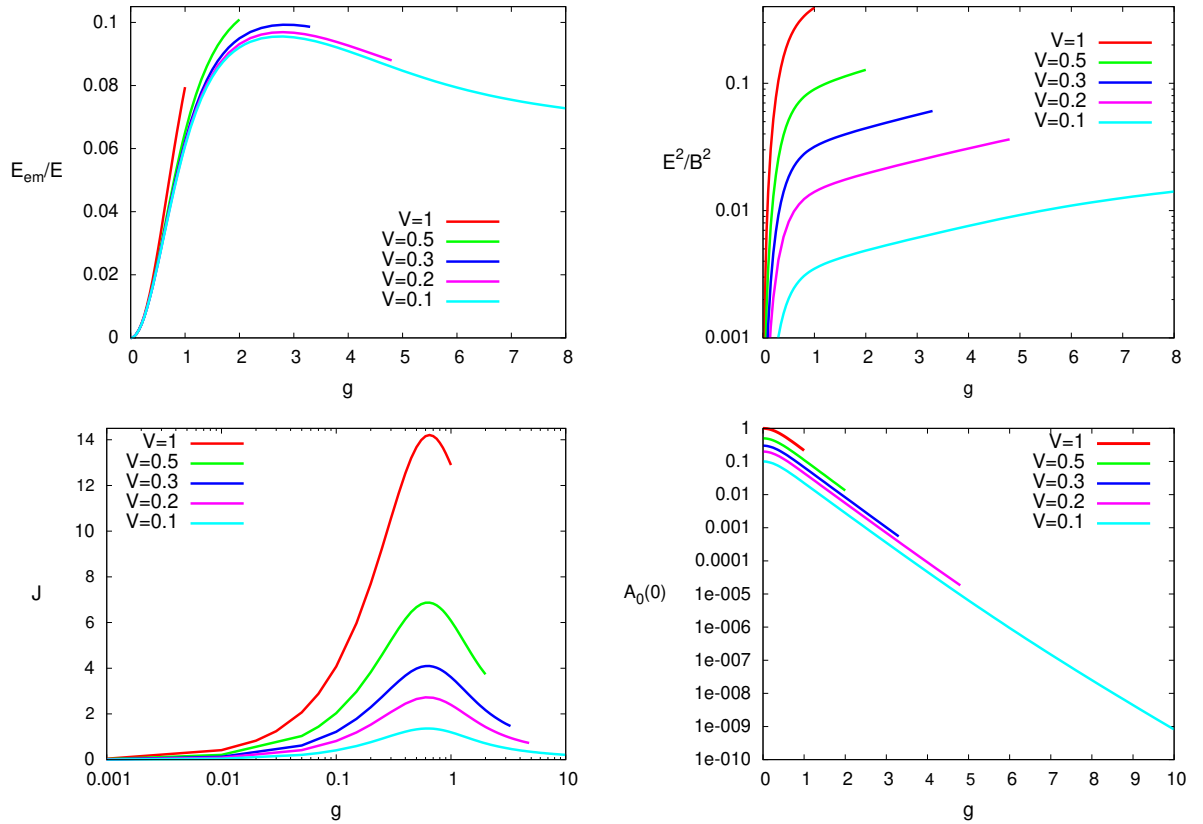 0.1
0.08
0.06
0.04
0.02
0
E_em/E
V=1
V=0.5
V=0.3
V=0.2
V=0.1
0 1 2 3 4 5 6 7 8
g
0.1
0.01
0.001
E^2/B^2
V=1
V=0.5
V=0.3
V=0.2
V=0.1
0 1 2 3 4 5 6 7 8
g
14
12
10
8
6
4
2
0
J
V=1
V=0.5
V=0.3
V=0.2
V=0.1
0.001 0.01 0.1 1 10
g
1
0.1
0.01
0.001
0.0001
1e-005
1e-006
1e-007
1e-008
1e-009
1e-010
A_0(0)
V=1
V=0.5
V=0.3
V=0.2
V=0.1
0 1 2 3 4 5 6 7 8 9 10
g